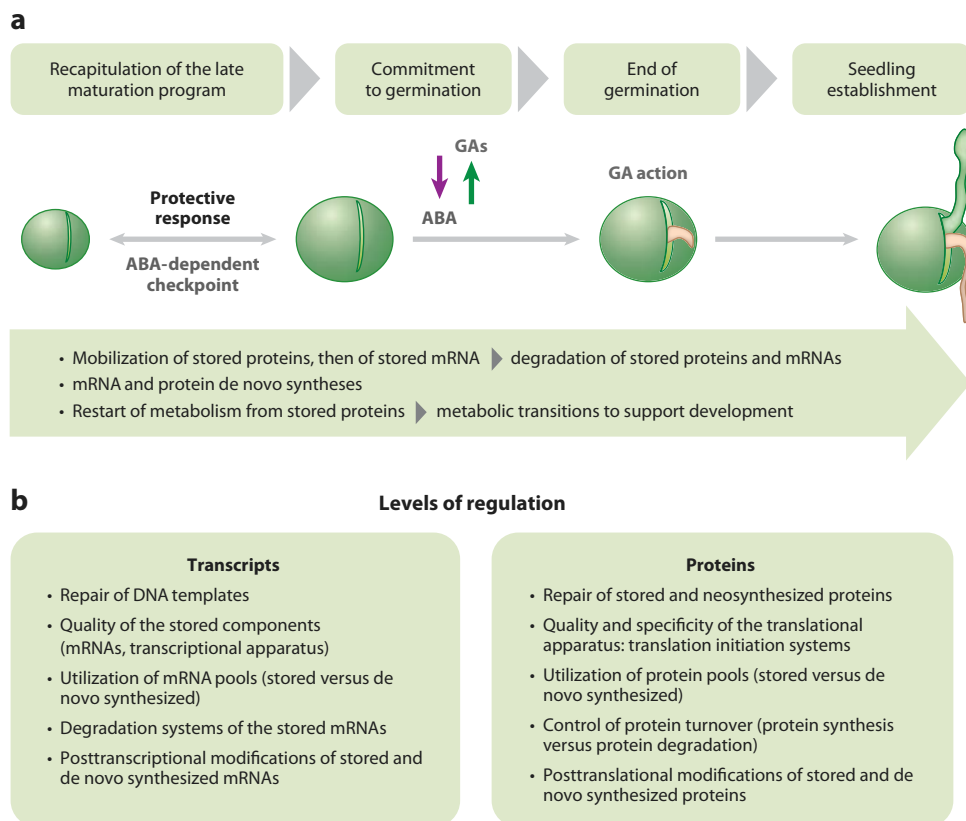 a
Recapitulation of the late
maturation program
Commitment
to germination
End of
germination
Seedling
establishment
GAs
ABA
GA action
Protective
response
ABA-dependent
checkpoint
• Mobilization of stored proteins, then of stored mRNA ▶ degradation of stored proteins and mRNAs
• mRNA and protein de novo syntheses
• Restart of metabolism from stored proteins ▶ metabolic transitions to support development
b
Levels of regulation
Transcripts
• Repair of DNA templates
• Quality of the stored components
(mRNAs, transcriptional apparatus)
• Utilization of mRNA pools (stored versus de
novo synthesized)
• Degradation systems of the stored mRNAs
• Posttranscriptional modifications of stored and
de novo synthesized mRNAs
Proteins
• Repair of stored and neosynthesized proteins
• Quality and specificity of the translational
apparatus: translation initiation systems
• Utilization of protein pools (stored versus de
novo synthesized)
• Control of protein turnover (protein synthesis
versus protein degradation)
• Posttranslational modifications of stored and de
novo synthesized proteins